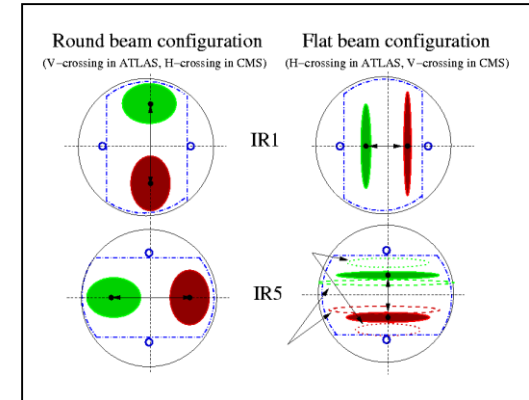 Round beam configuration
(V-crossing in ATLAS, H-crossing in CMS)
Flat beam configuration
(H-crossing in ATLAS, V-crossing in CMS)
IR1
IR5